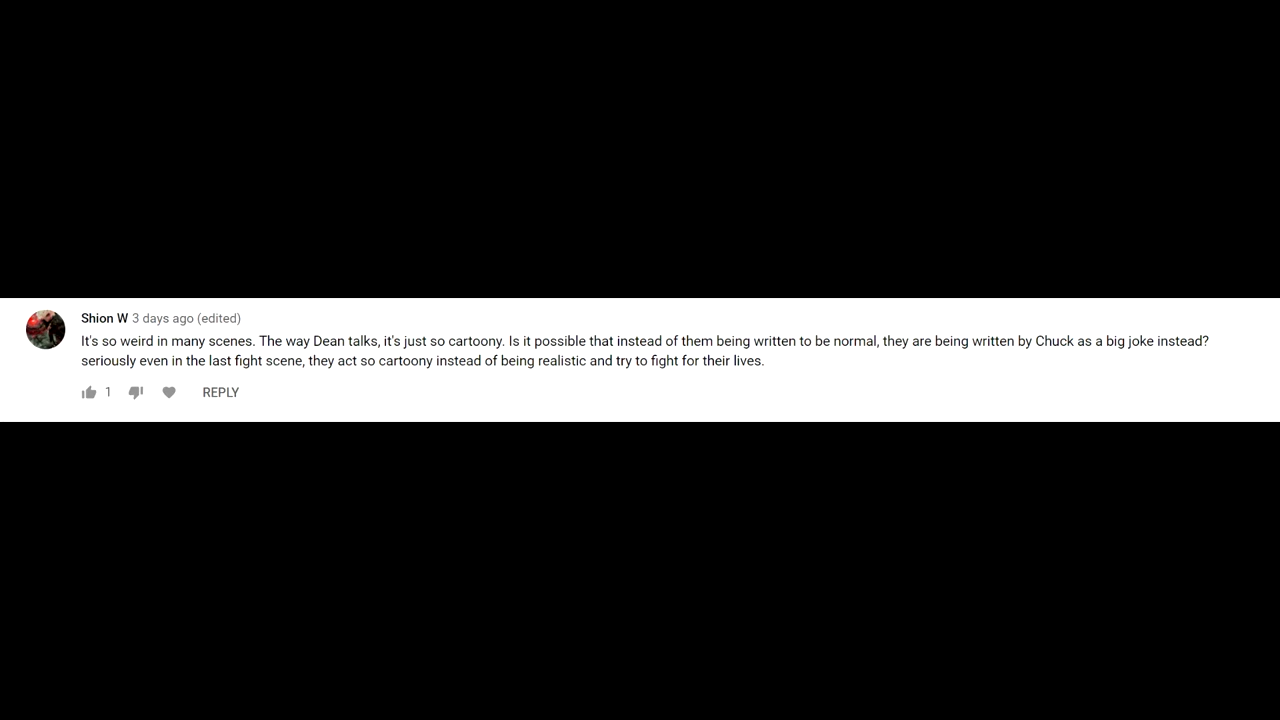 Shion W 3 days ago (edited)
It's so weird in many scenes. The way Dean talks, it's just so cartoony. Is it possible that instead of them being written to be normal, they are being written by Chuck as a big joke instead?
seriously even in the last fight scene, they act so cartoony instead of being realistic and try to fight for their lives.
1 REPLY